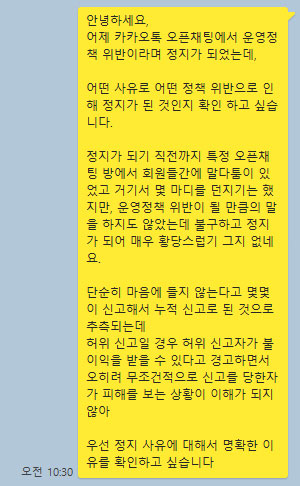 안녕하세요,
어제 카카오톡 오픈채팅에서 운영정
책 위반이라며 정지가 되었는데,
어떤 사유로 어떤 정책 위반으로 인
해 정지가 된 것인지 확인 하고 싶습
니다.
정지가 되기 직전까지 특정 오픈채
팅 방에서 회원들간에 말다툼이 있
었고 거기서 몇 마디를 던지기는 했
지만, 운영정책 위반이 될 만큼의 말
을 하지도 않았는데 불구하고 정지
가 되어 매우 황당스럽기 그지 없네
요.
단순히 마음에 들지 않는다고 몇몇
이 신고해서 누적 신고로 된 것으로
추측되는데
허위 신고일 경우 허위 신고자가 불
이익을 받을 수 있다고 경고하면서
오히려 무조건적으로 신고를 당한자
가 피해를 보는 상황이 이해가 되지
않아
우선 정지 사유에 대해서 명확한 이
유를 확인하고 싶습니다
오전 10:30